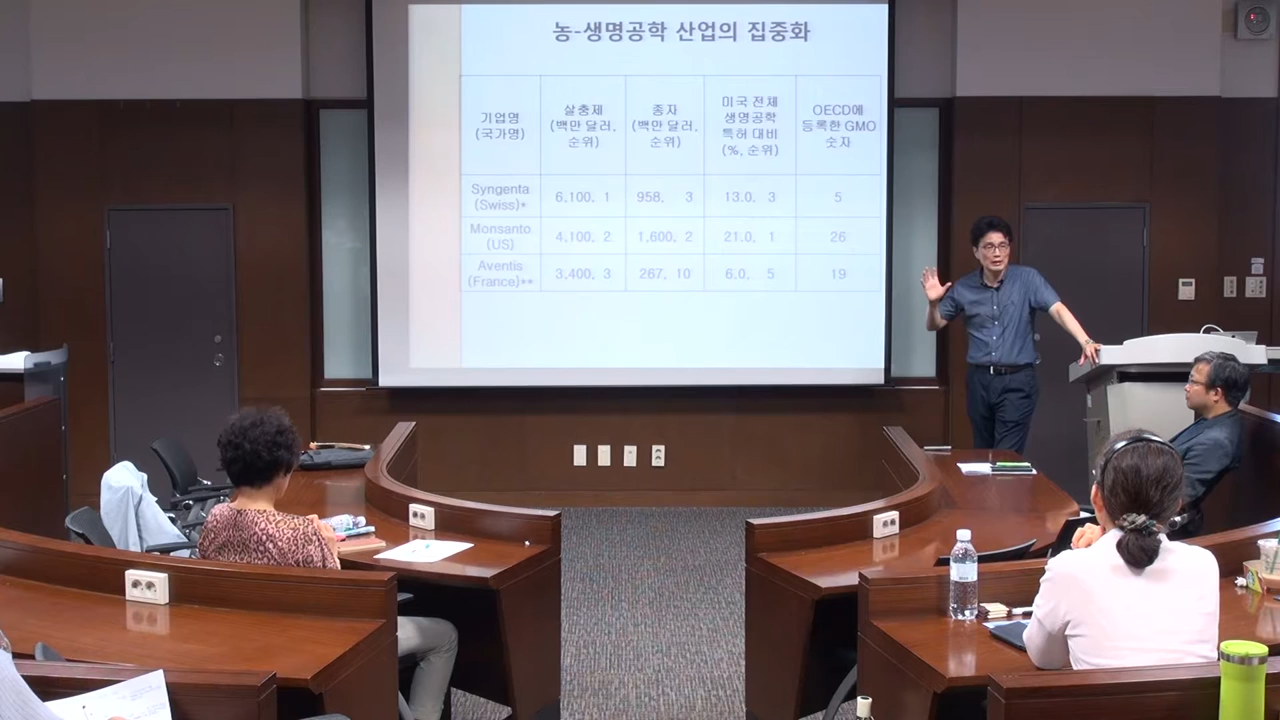 농-생명공학 산업의 집중화
기업명
(국가명)
살충제
(백만 달러,
순위)
종자
(백만 달러,
순위)
미국 전체
생명공학
특허 대비
(%, 순위)
OECD에
등록한 GMO
숫자
Syngenta
(Swiss)*
6,100, 1
958, 3
13.0, 3
5
Monsanto
(US)
4,100, 2
1,600, 2
21.0, 1
26
Aventis
(France)**
3,400, 3
267, 10
6.0, 5
19